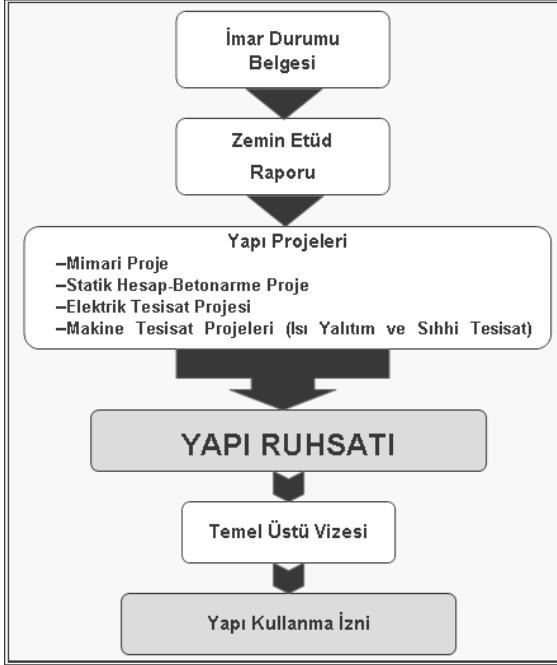 İmar Durumu
Belgesi
Zemin Etüd
Raporu
Yapı Projeleri
–Mimari Proje
–Statik Hesap-Betonarme Proje
–Elektrik Tesisat Projesi
–Makine Tesisat Projeleri (Isı Yalıtım ve Sıhhi Tesisat)
YAPI RUHSATI
Temel Üstü Vizesi
Yapı Kullanma İzni